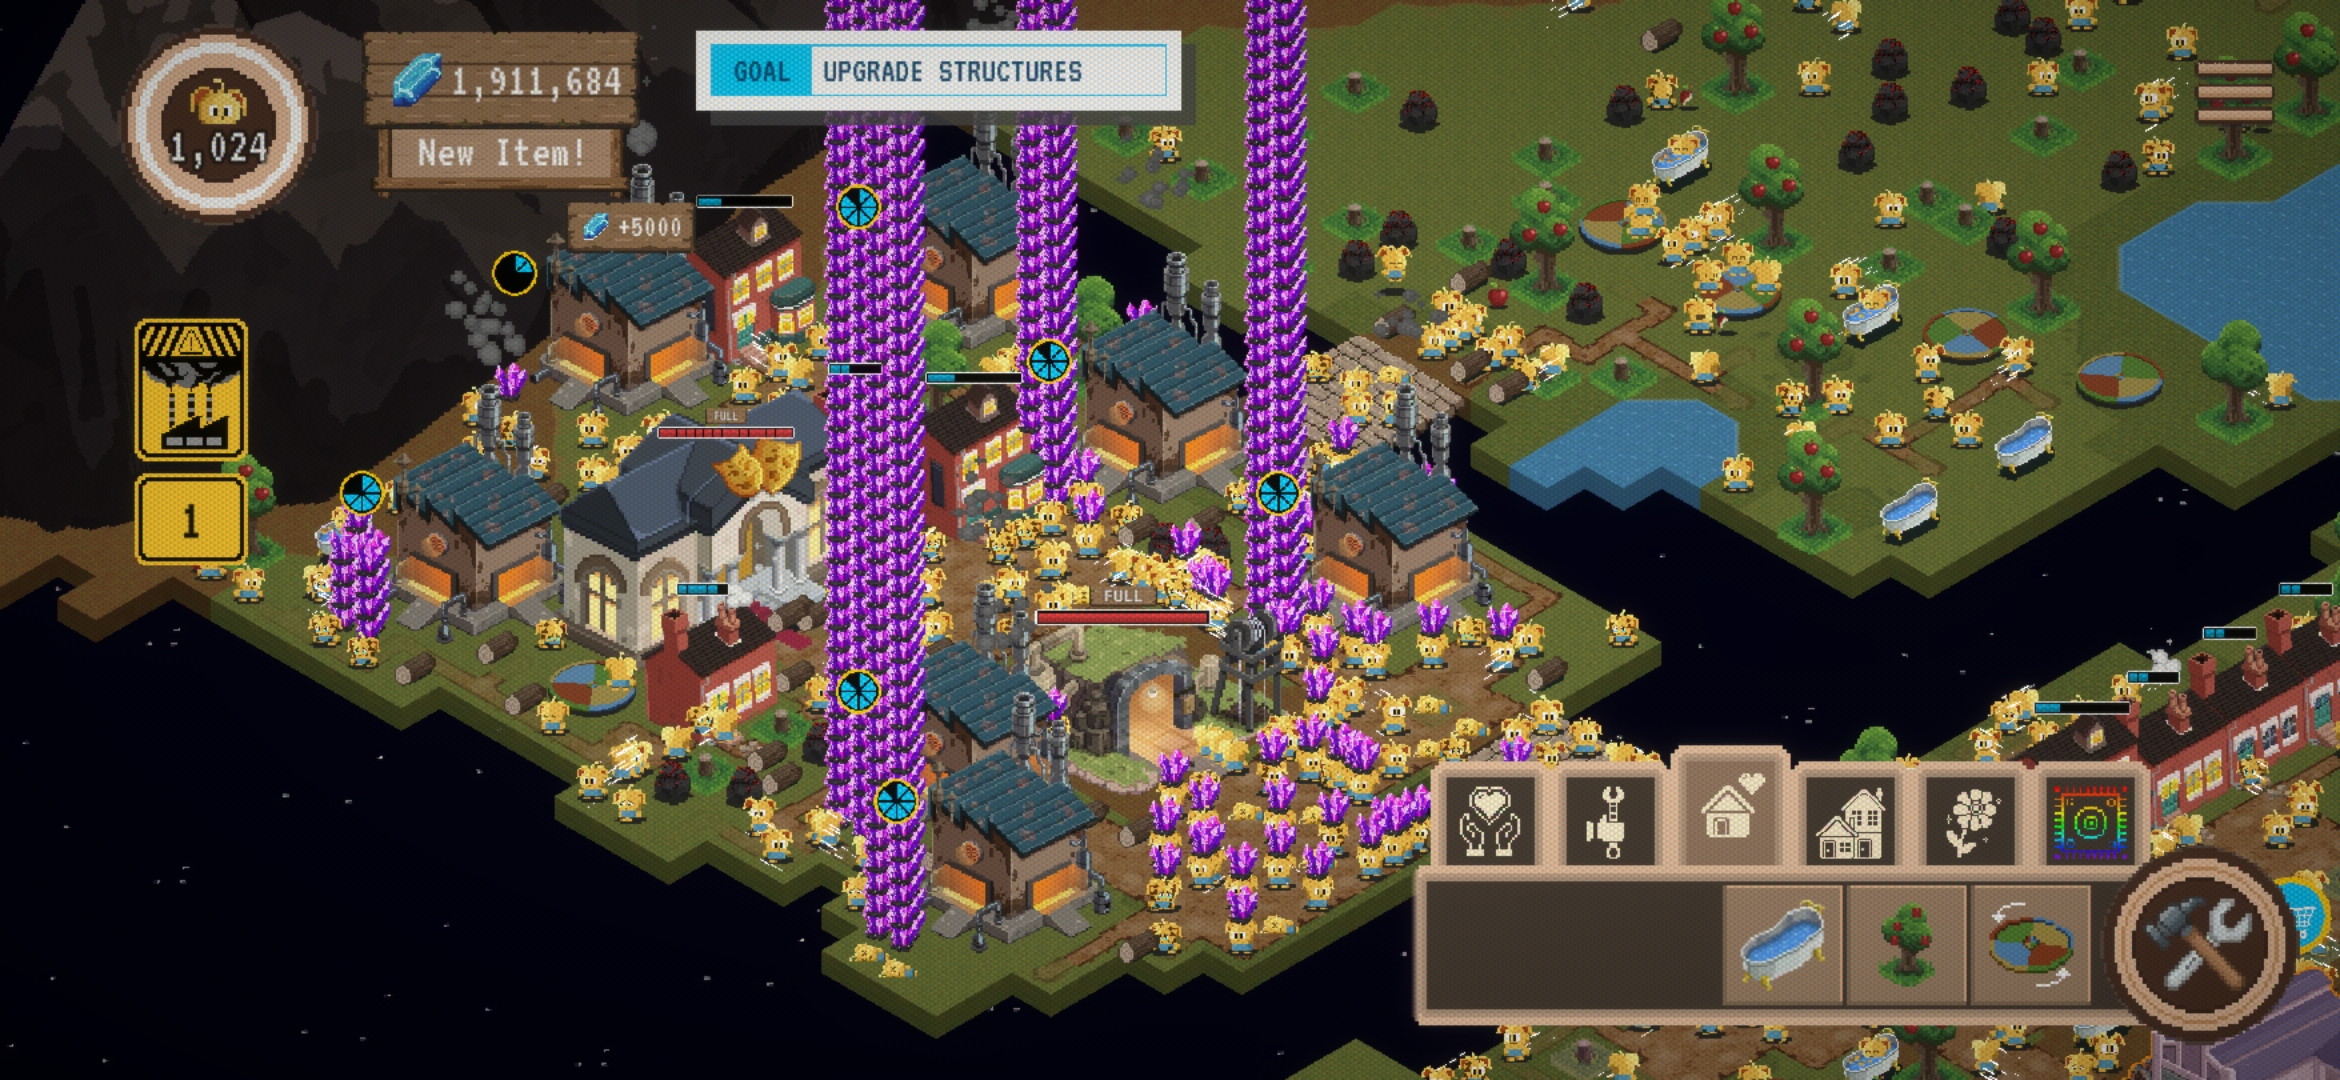 1,024
1,911,684
New Item!
GOAL UPGRADE STRUCTURES
+5000
FULL
1
FULL